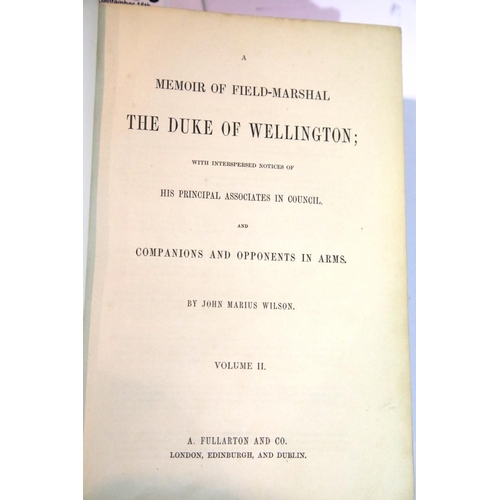 A
MEMOIR OF FIELD-MARSHAL
THE DUKE OF WELLINGTON;
WITH INTERSPERSED NOTICES OF
HIS PRINCIPAL ASSOCIATES IN COUNCIL,
AND
COMPANIONS AND OPPONENTS IN ARMS.
BY JOHN MARIUS WILSON.
VOLUME II.
A. FULLARTON AND CO.
LONDON, EDINBURGH, AND DUBLIN.